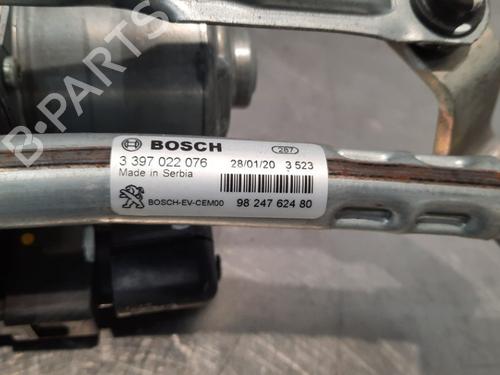 BOSCH
267
3 397 022 076
28/01/20 3 523
Made in Serbia
BOSCH-EV-CEM00
98 247 624 80
B-PARTS